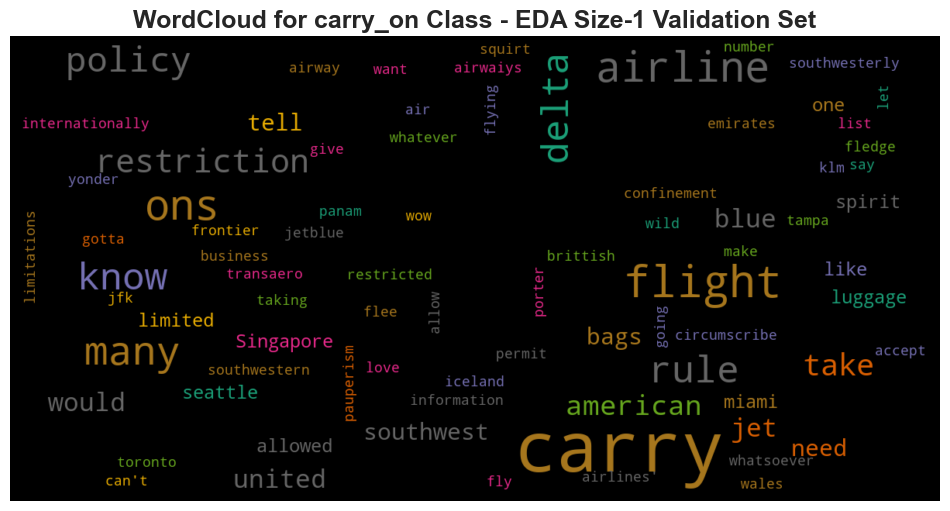 WordCloud for carry_on Class - EDA Size-1 Validation Set
policy
airway
want
squirt
airwaiys
delta
airline
number
southwesterly
internationally
tell
air
flying
whatever
one
let
emirates
list
restriction
give
fledge
yonder
klm
say
ons
panam
wow
confinement
wild
blue
spirit
tampa
limitations
gotta
frontier
jetblue
business
brittish
make
know
transaero
restricted
porter
flight
like
jfk
taking
flee
allow
luggage
limited
Singapore
going
bags
circumscribe
many
southwestern
pauperism
love
permit
accept
rule
take
seattle
iceland
would
information
american
miami
southwest
jet
allowed
carry
need
toronto
whatsoever
can't
united
fly
airlines'
wales